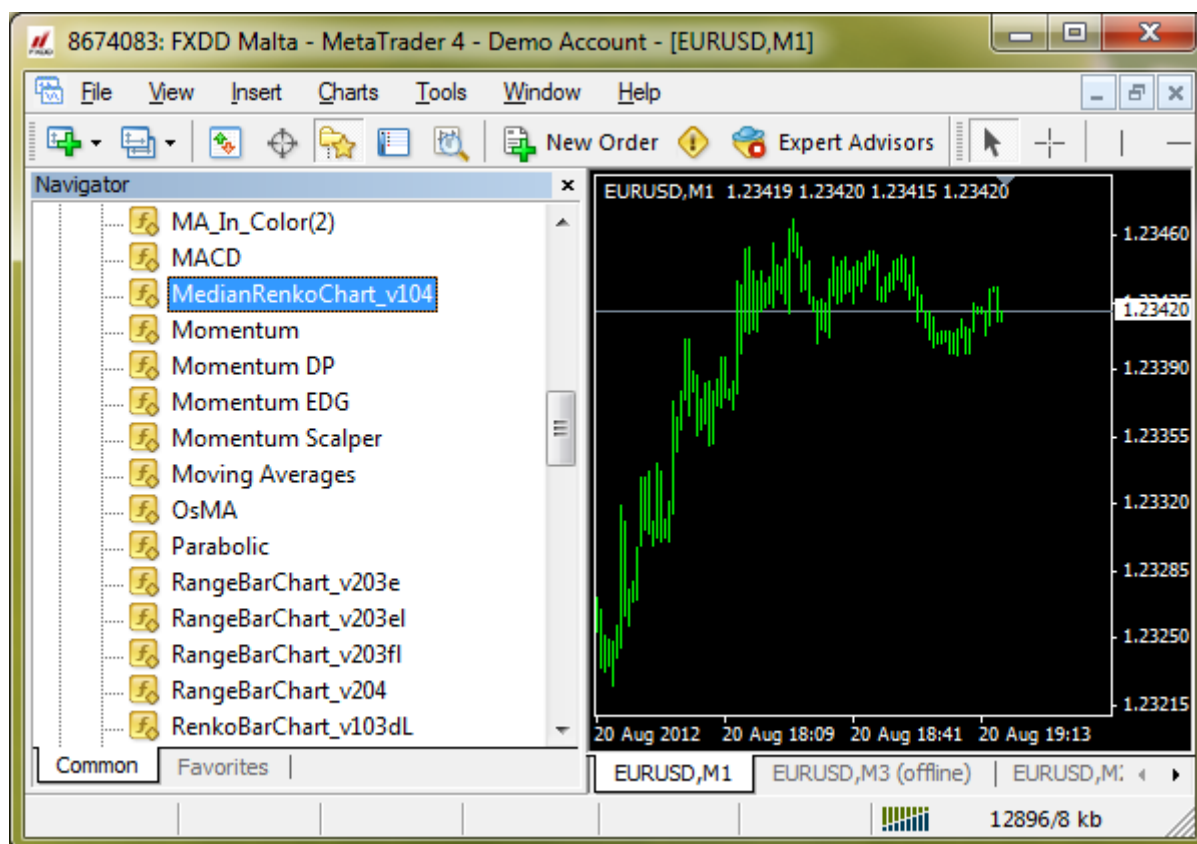 8674083: FXDD Malta - MetaTrader 4 - Demo Account - [EURUSD,M1]
File View Insert Charts Tools Window Help
New Order Expert Advisors
Navigator
MA_In_Color(2)
MACD
MedianRenkoChart_v104
Momentum
Momentum DP
Momentum EDG
Momentum Scalper
Moving Averages
OsMA
Parabolic
RangeBarChart_v203e
RangeBarChart_v203el
RangeBarChart_v203fl
RangeBarChart_v204
RenkoBarChart_v103dL
Common Favorites
EURUSD,M1 1.23419 1.23420 1.23415 1.23420
1.23460
1.23420
1.23390
1.23355
1.23320
1.23285
1.23250
1.23215
20 Aug 2012 20 Aug 18:09 20 Aug 18:41 20 Aug 19:13
EURUSD,M1 EURUSD,M3 (offline)
12896/8 kb